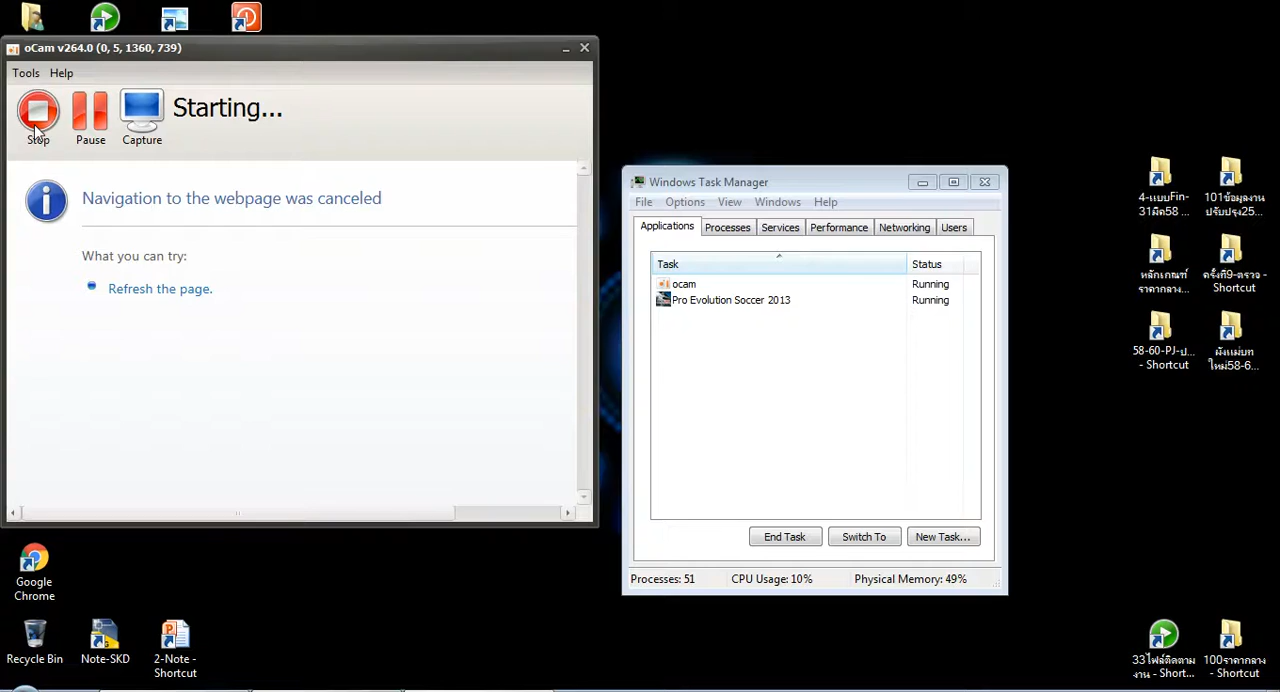 oCam v264.0 (0, 5, 1360, 739)
Tools Help
Starting...
Stop Pause Capture
Navigation to the webpage was canceled
What you can try:
Refresh the page.
Windows Task Manager
File Options View Windows Help
Applications Processes Services Performance Networking Users
Task Status
ocam Running
Pro Evolution Soccer 2013 Running
End Task Switch To New Task...
Processes: 51 CPU Usage: 10% Physical Memory: 49%
4-แบบFin-
31มีค58 ...
101ข้อมูลงาน
ปรับปรุง25...
หลักเกณฑ์
ราคากลาง...
ครั้งที่9-ตรวจ -
Shortcut
58-60-PJ-ป...
- Shortcut
ผังแม่บท
ใหม่58-6...
Google
Chrome
Recycle Bin
Note-SKD
2-Note -
Shortcut
33ไฟล์ติดตาม
งาน - Short...
100ราคากลาง
- Shortcut